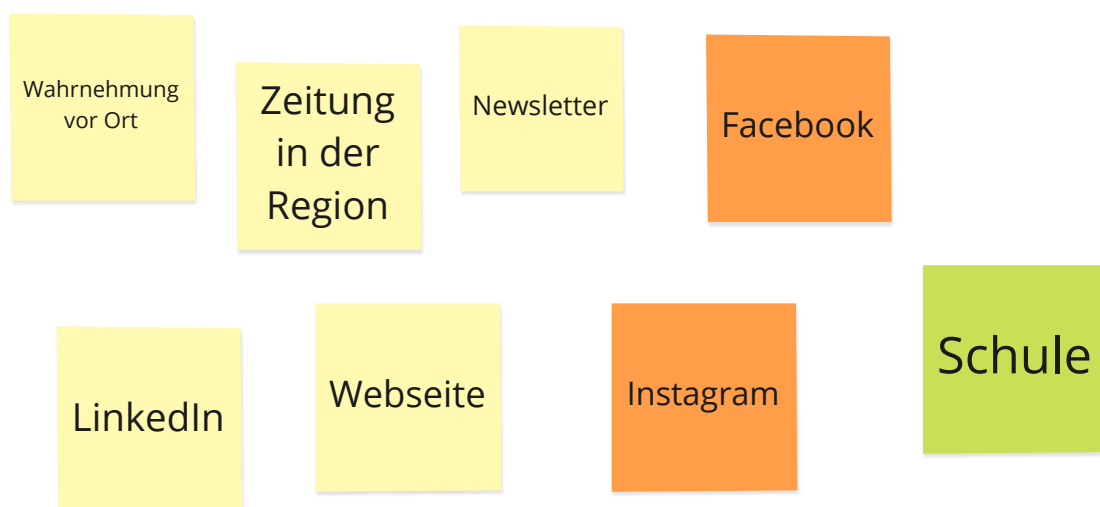 Wahrnehmung
vor Ort
Zeitung
in der
Region
Newsletter
Facebook
LinkedIn
Webseite
Instagram
Schule